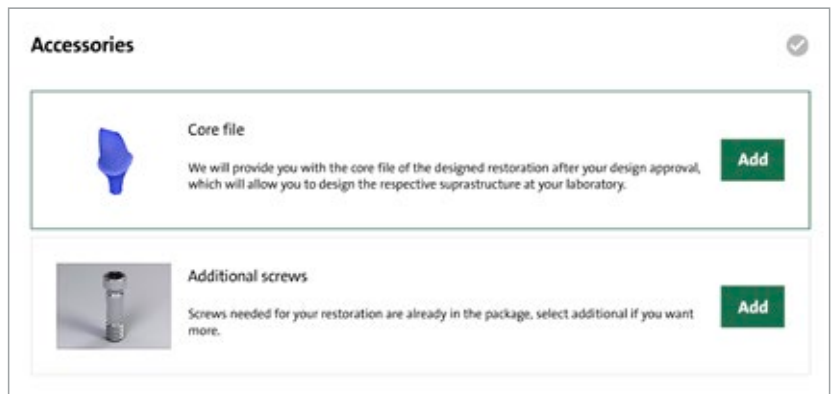 Accessories
Core file
We will provide you with the core file of the designed restoration after your design approval,
which will allow you to design the respective suprastructure at your laboratory.
Add
Additional screws
Screws needed for your restoration are already in the package, select additional if you want
more.
Add